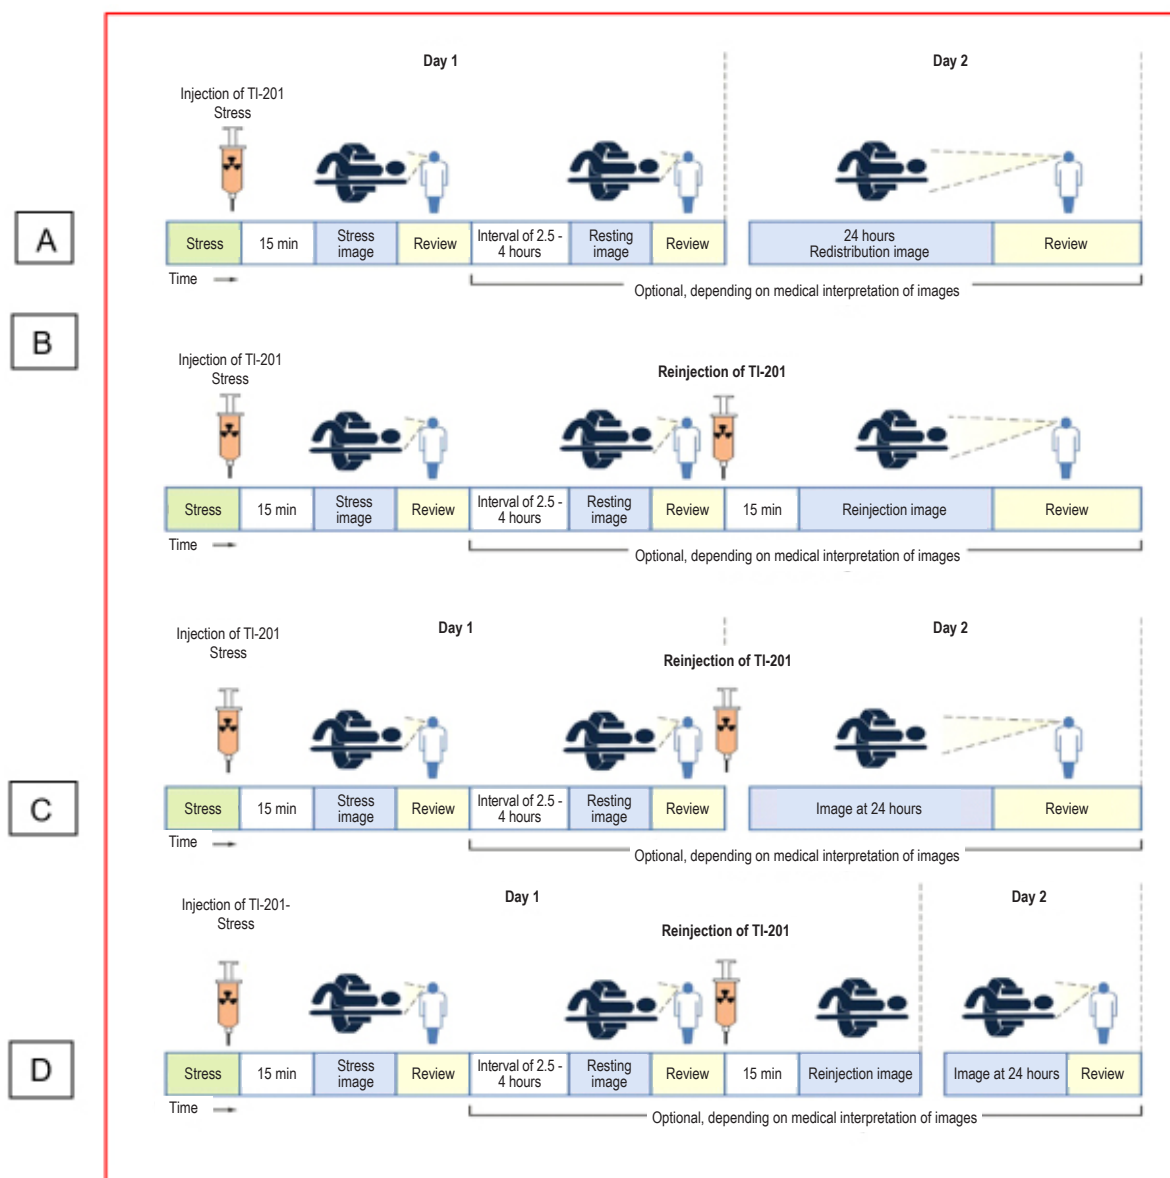 Day 1
Day 2
Injection of TI-201
Stress
A
Stress
15 min
Stress
image
Review
Interval of 2.5 -
4 hours
Resting
image
Review
24 hours
Redistribution image
Review
Time
Optional, depending on medical interpretation of images
B
Injection of TI-201
Stress
Reinjection of TI-201
Stress
15 min
Stress
image
Review
Interval of 2.5 -
4 hours
Resting
image
Review
15 min
Reinjection image
Review
Time
Optional, depending on medical interpretation of images
Day 1
Day 2
Injection of TI-201
Stress
Reinjection of TI-201
C
Stress
15 min
Stress
image
Review
Interval of 2.5 -
4 hours
Resting
image
Review
Image at 24 hours
Review
Time
Optional, depending on medical interpretation of images
Day 1
Day 2
Injection of TI-201-
Stress
Reinjection of TI-201
D
Stress
15 min
Stress
image
Review
Interval of 2.5 -
4 hours
Resting
image
Review
15 min
Reinjection image
Image at 24 hours
Review
Time
Optional, depending on medical interpretation of images